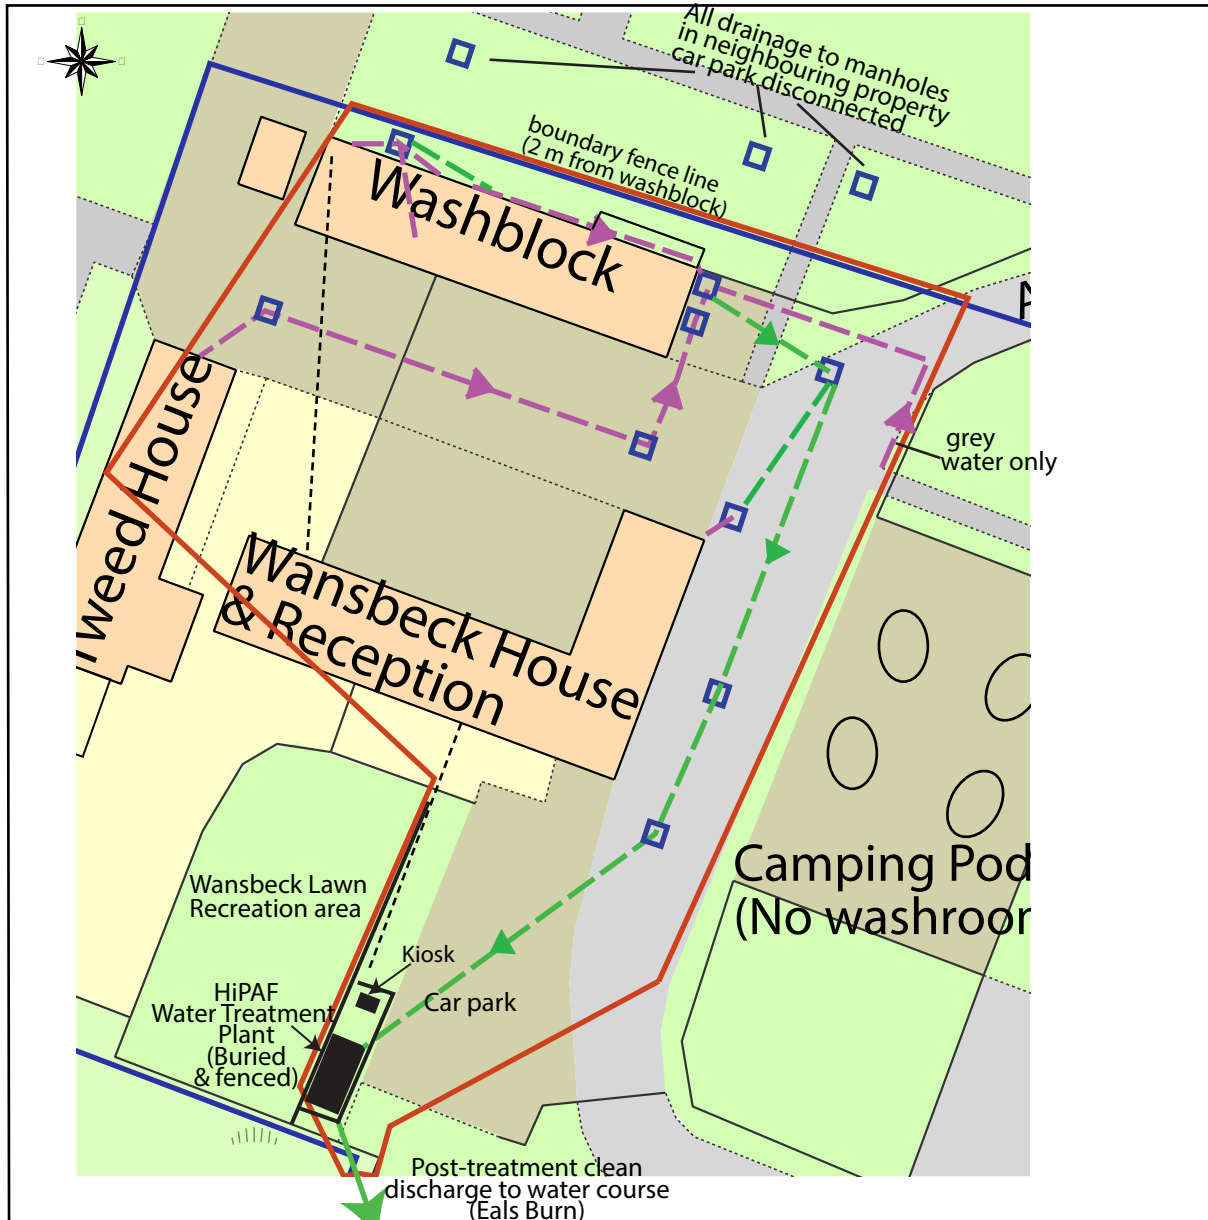 All drainage to manholes
in neighbouring property
car park disconnected
boundary fence line
(2 m from washblock)
Washblock
A
Tweed House
grey
water only
Wansbeck House
& Reception
Camping Pod
(No washroor
Wansbeck Lawn
Recreation area
Kiosk
HiPAF
Water Treatment
Plant
(Buried
& fenced)
Car park
Post-treatment clean
discharge to water course
(Eals Burn)